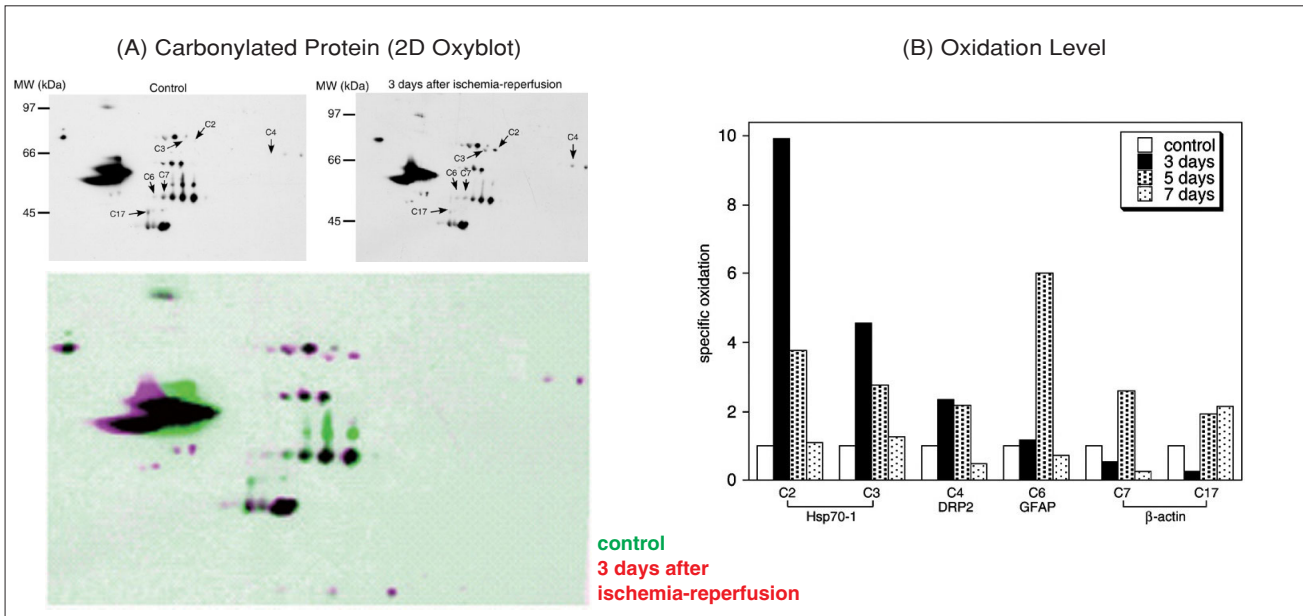 (A) Carbonylated Protein (2D Oxyblot)
MW (kDa)
Control
97
66
45
C2
C3
C4
C6
C7
C17
MW (kDa)
3 days after ischemia-reperfusion
97
66
45
C2
C3
C4
C6
C7
C17
control
3 days after
ischemia-reperfusion
(B) Oxidation Level
specific oxidation
10
8
6
4
2
0
control
3 days
5 days
7 days
C2 C3 C4 C6 C7 C17
Hsp70-1 DRP2 GFAP β-actin